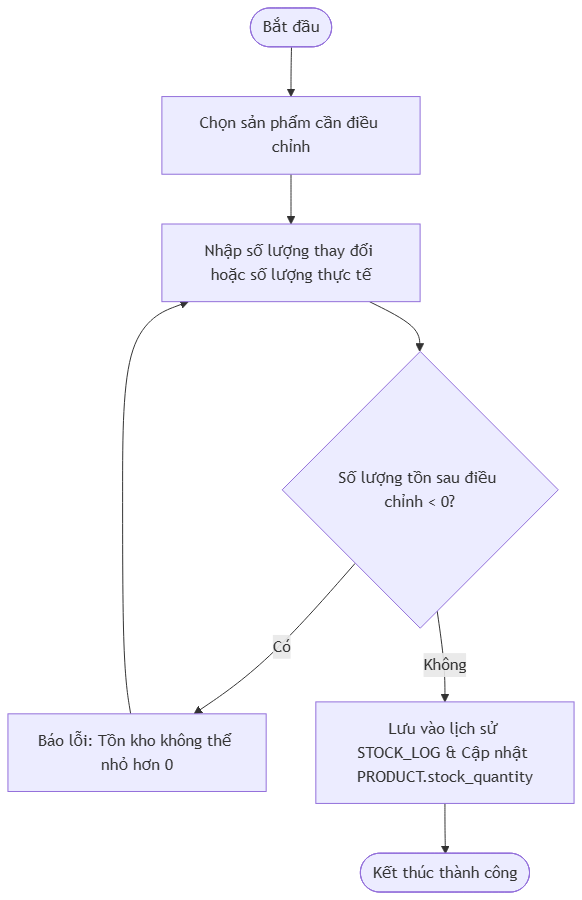 Bắt đầu
Chọn sản phẩm cần điều
chỉnh
Nhập số lượng thay đổi
hoặc số lượng thực tế
Số lượng tồn sau điều
chỉnh < 0?
Có
Không
Báo lỗi: Tồn kho không thể
nhỏ hơn 0
Lưu vào lịch sử
STOCK_LOG & Cập nhật
PRODUCT.stock_quantity
Kết thúc thành công